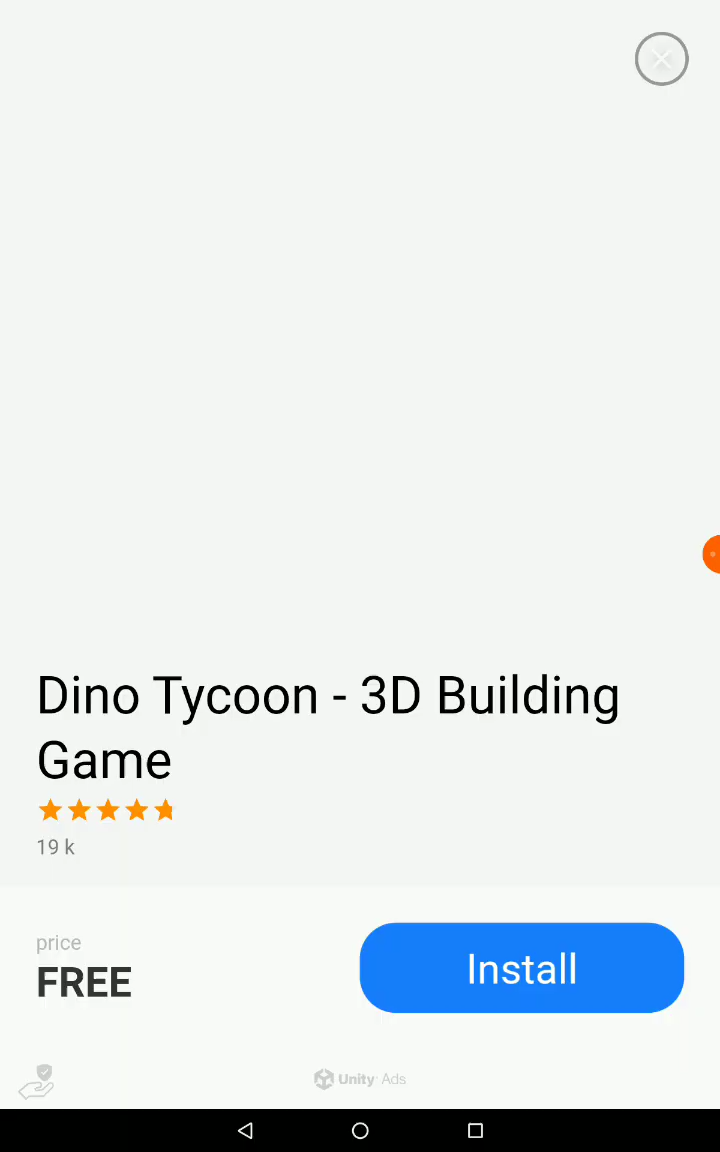 Dino Tycoon - 3D Building
Game
19 k
price
FREE
Install
Unity Ads